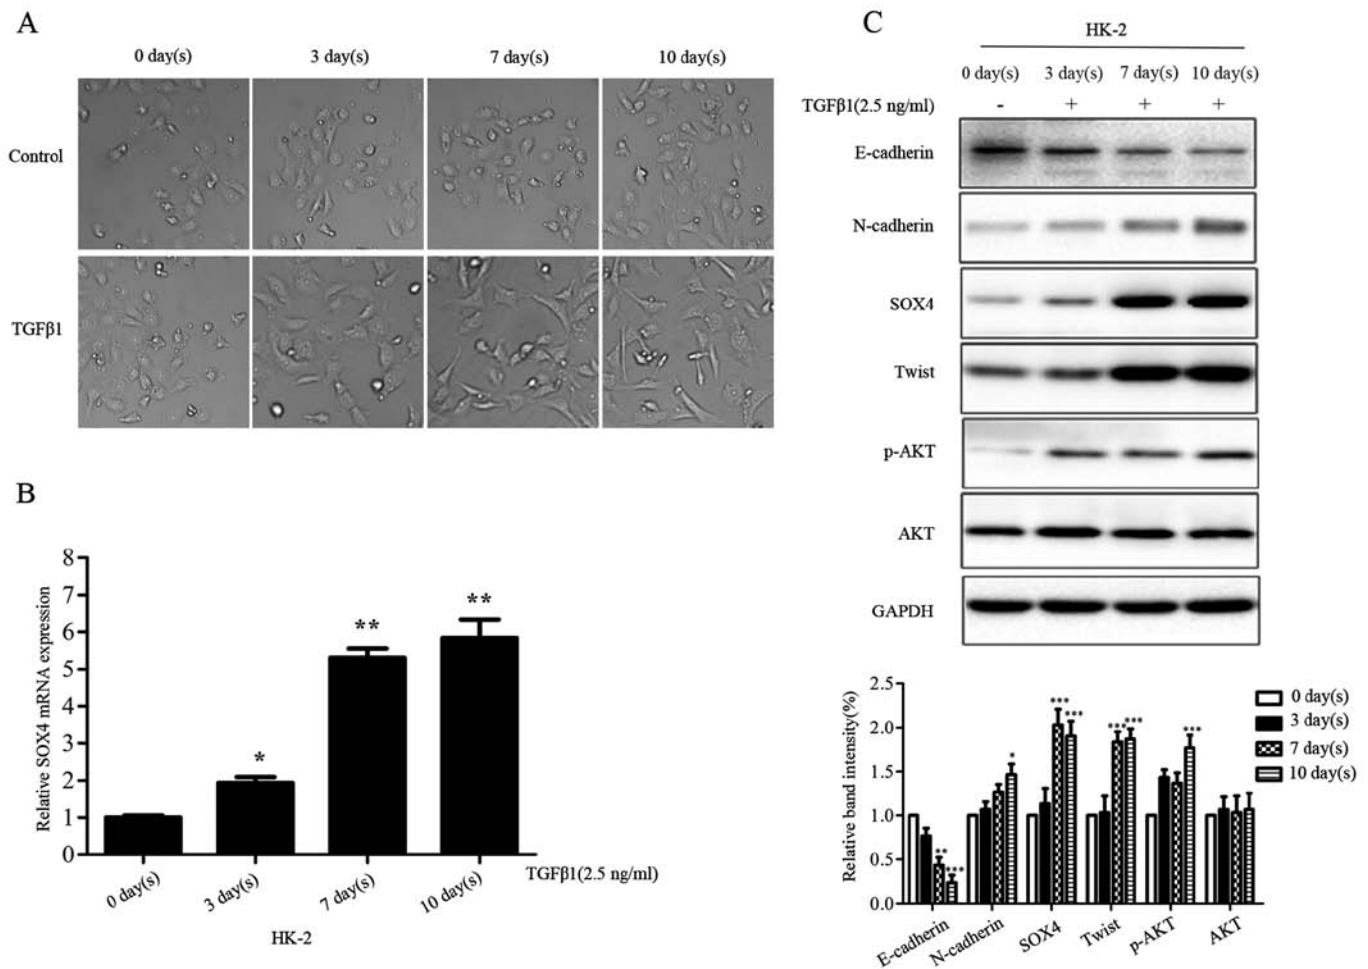 A
0 day(s) 3 day(s) 7 day(s) 10 day(s)
Control
TGFβ1
B
8
7
6
5
4
3
2
1
0
Relative SOX4 mRNA expression
*
**
**
0 day(s) 3 day(s) 7 day(s) 10 day(s)
TGFβ1(2.5 ng/ml)
HK-2
C
HK-2
0 day(s) 3 day(s) 7 day(s) 10 day(s)
TGFβ1(2.5 ng/ml) - + + +
E-cadherin
N-cadherin
SOX4
Twist
p-AKT
AKT
GAPDH
2.5
2.0
1.5
1.0
0.5
0.0
Relative band intensity(%)
**
***
*
***
***
***
***
***
0 day(s)
3 day(s)
7 day(s)
10 day(s)
E-cadherin N-cadherin SOX4 Twist p-AKT AKT